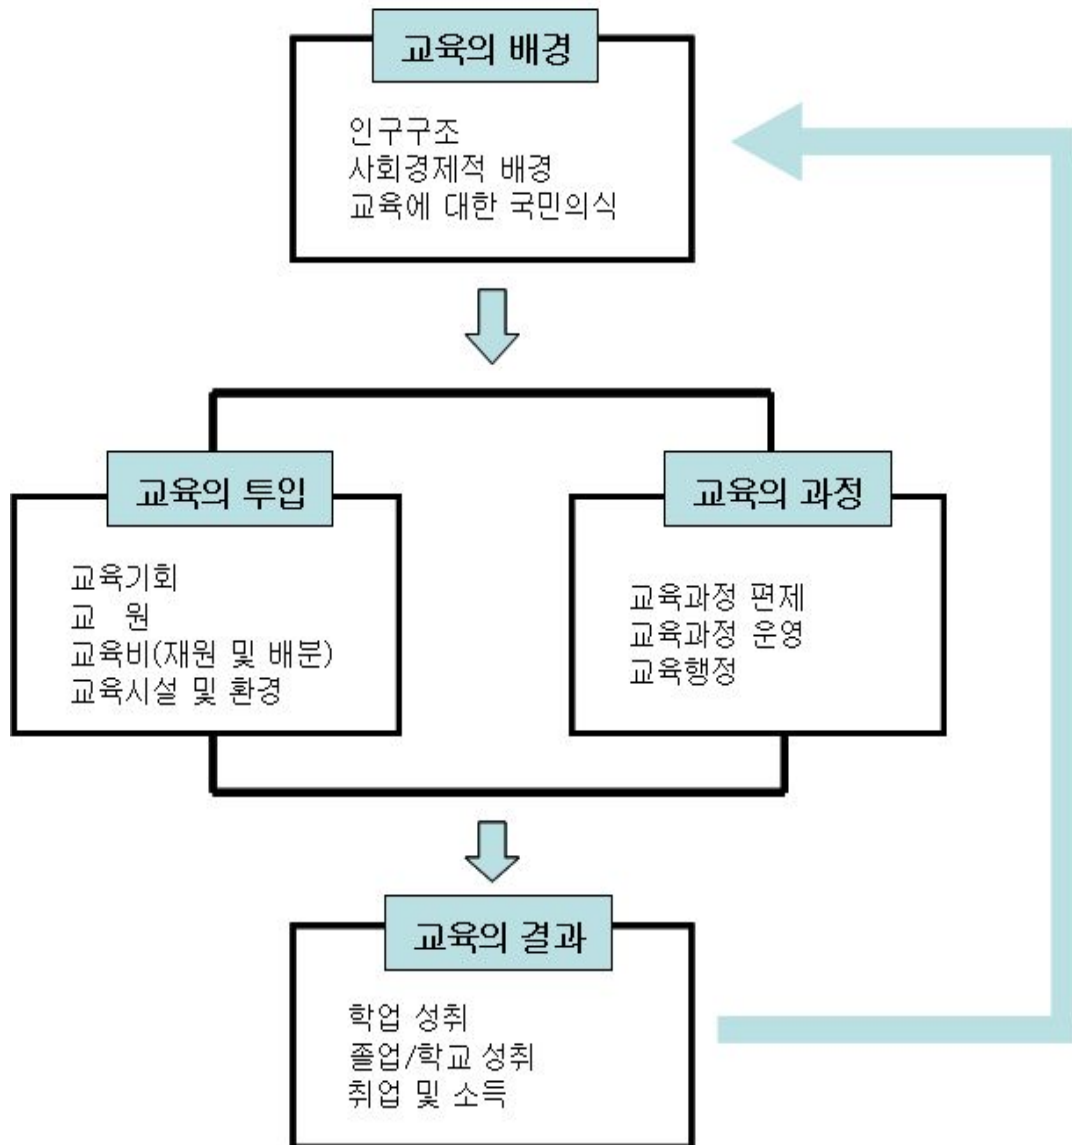 교육의 배경
인구구조
사회경제적 배경
교육에 대한 국민의식
교육의 투입
교육기회
교 원
교육비(재원 및 배분)
교육시설 및 환경
교육의 과정
교육과정 편제
교육과정 운영
교육행정
교육의 결과
학업 성취
졸업/학교 성취
취업 및 소득